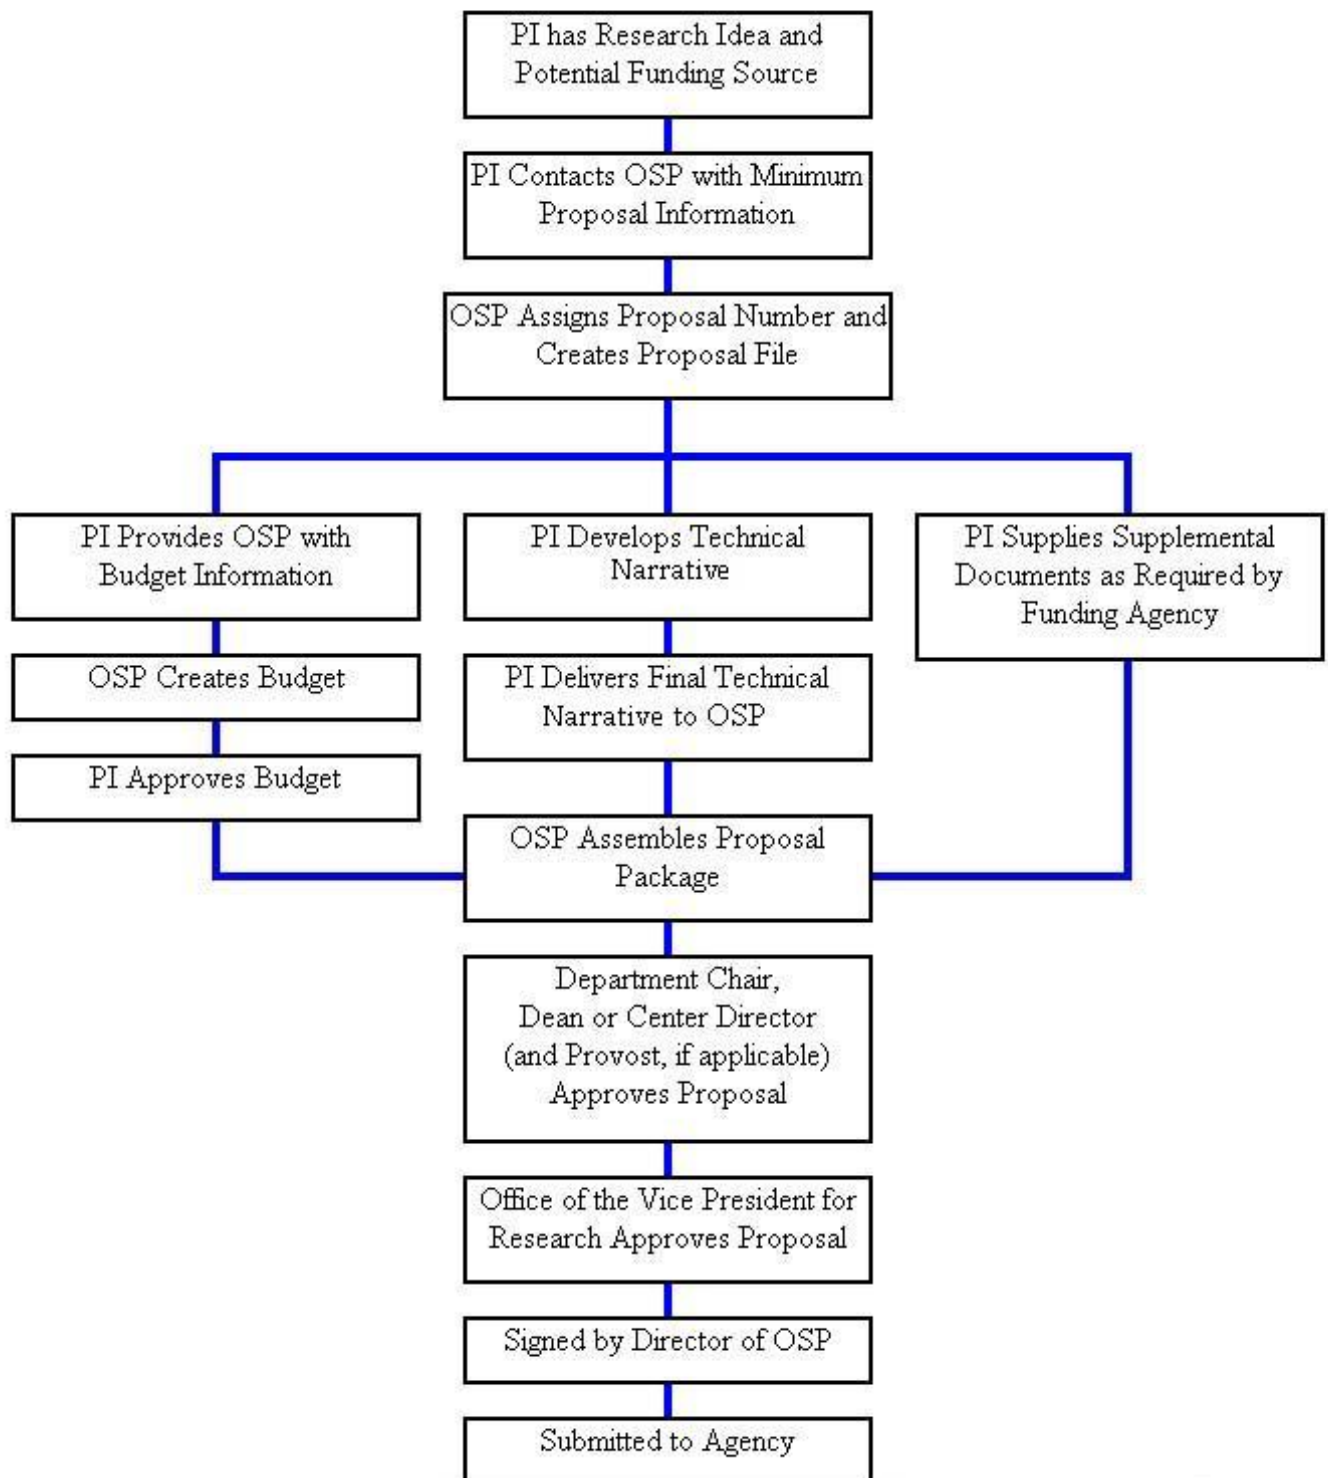 PI has Research Idea and
Potential Funding Source
PI Contacts OSP with Minimum
Proposal Information
OSP Assigns Proposal Number and
Creates Proposal File
PI Provides OSP with
Budget Information
OSP Creates Budget
PI Approves Budget
PI Develops Technical
Narrative
PI Delivers Final Technical
Narrative to OSP
PI Supplies Supplemental
Documents as Required by
Funding Agency
OSP Assembles Proposal
Package
Department Chair,
Dean or Center Director
(and Provost, if applicable)
Approves Proposal
Office of the Vice President for
Research Approves Proposal
Signed by Director of OSP
Submitted to Agency